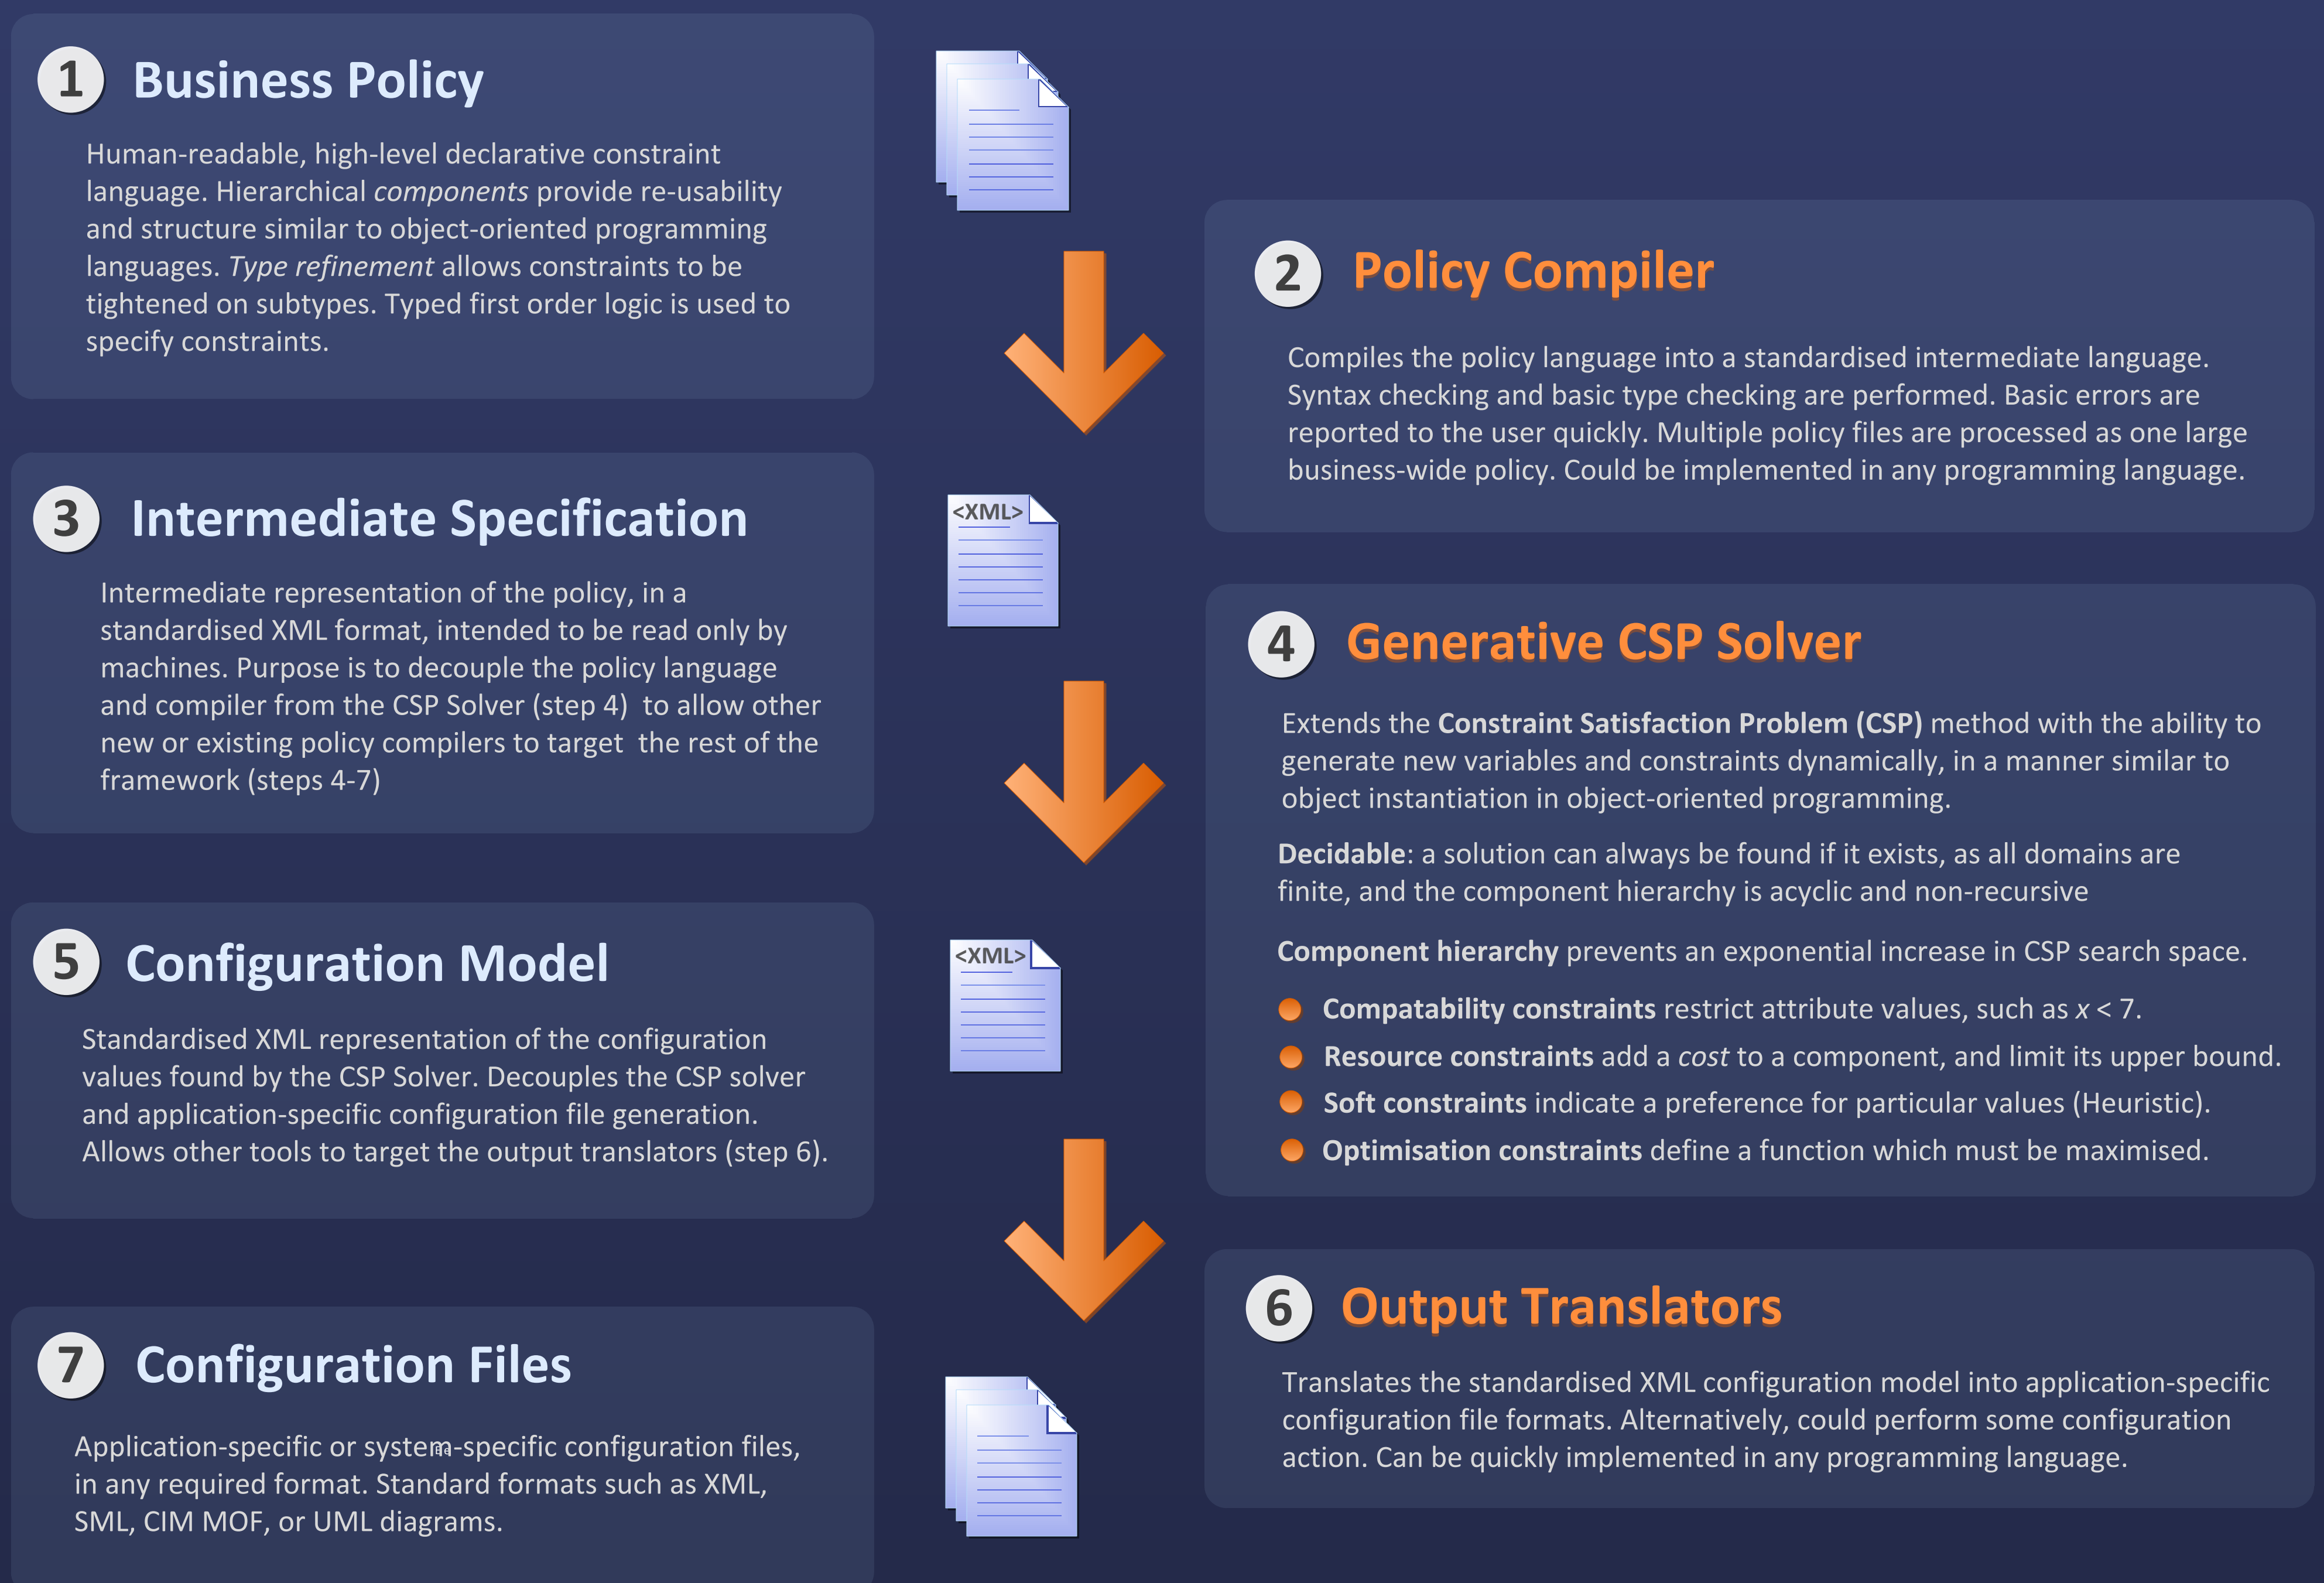 1 Business Policy
Human-readable, high-level declarative constraint
language. Hierarchical components provide re-usability
and structure similar to object-oriented programming
languages. Type refinement allows constraints to be
tightened on subtypes. Typed first order logic is used to
specify constraints.
2 Policy Compiler
Compiles the policy language into a standardised intermediate language.
Syntax checking and basic type checking are performed. Basic errors are
reported to the user quickly. Multiple policy files are processed as one large
business-wide policy. Could be implemented in any programming language.
3 Intermediate Specification
Intermediate representation of the policy, in a
standardised XML format, intended to be read only by
machines. Purpose is to decouple the policy language
and compiler from the CSP Solver (step 4)  to allow other
new or existing policy compilers to target  the rest of the
framework (steps 4-7)
<XML>
4 Generative CSP Solver
Extends the Constraint Satisfaction Problem (CSP) method with the ability to
generate new variables and constraints dynamically, in a manner similar to
object instantiation in object-oriented programming.
Decidable: a solution can always be found if it exists, as all domains are
finite, and the component hierarchy is acyclic and non-recursive
Component hierarchy prevents an exponential increase in CSP search space.
Compatability constraints restrict attribute values, such as x < 7.
Resource constraints add a cost to a component, and limit its upper bound.
Soft constraints indicate a preference for particular values (Heuristic).
Optimisation constraints define a function which must be maximised.
5 Configuration Model
Standardised XML representation of the configuration
values found by the CSP Solver. Decouples the CSP solver
and application-specific configuration file generation.
Allows other tools to target the output translators (step 6).
<XML>
6 Output Translators
Translates the standardised XML configuration model into application-specific
configuration file formats. Alternatively, could perform some configuration
action. Can be quickly implemented in any programming language.
7 Configuration Files
Application-specific or system-specific configuration files,
in any required format. Standard formats such as XML,
SML, CIM MOF, or UML diagrams.